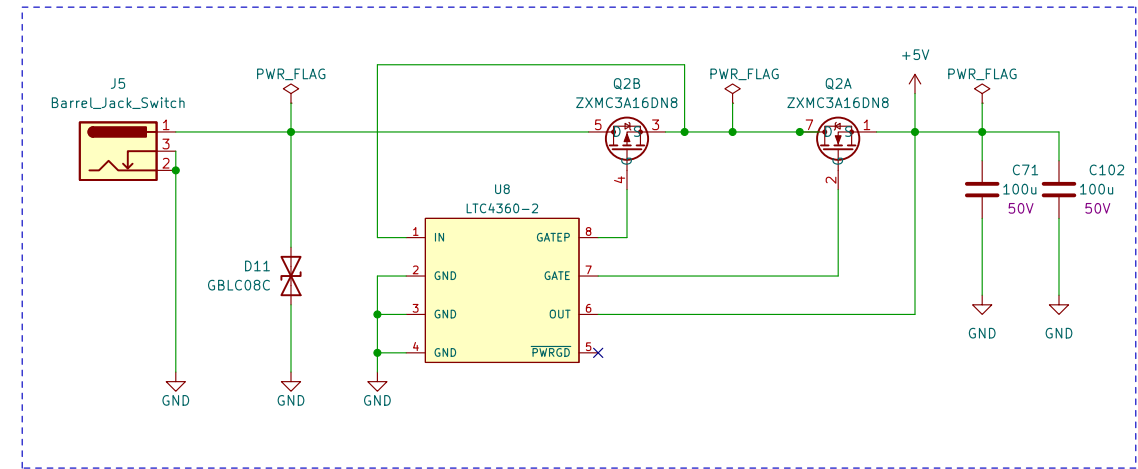 +5V
PWR_FLAG
PWR_FLAG
PWR_FLAG
J5
Barrel_Jack_Switch
Q2B
ZXMC3A16DN8
Q2A
ZXMC3A16DN8
1
3
2
5
3
4
7
1
2
C71
100u
50V
C102
100u
50V
U8
LTC4360-2
1
IN
GATEP
8
2
GND
GATE
7
3
GND
OUT
6
4
GND
PWRGD
5
D11
GBLC08C
GND
GND
GND
GND
GND